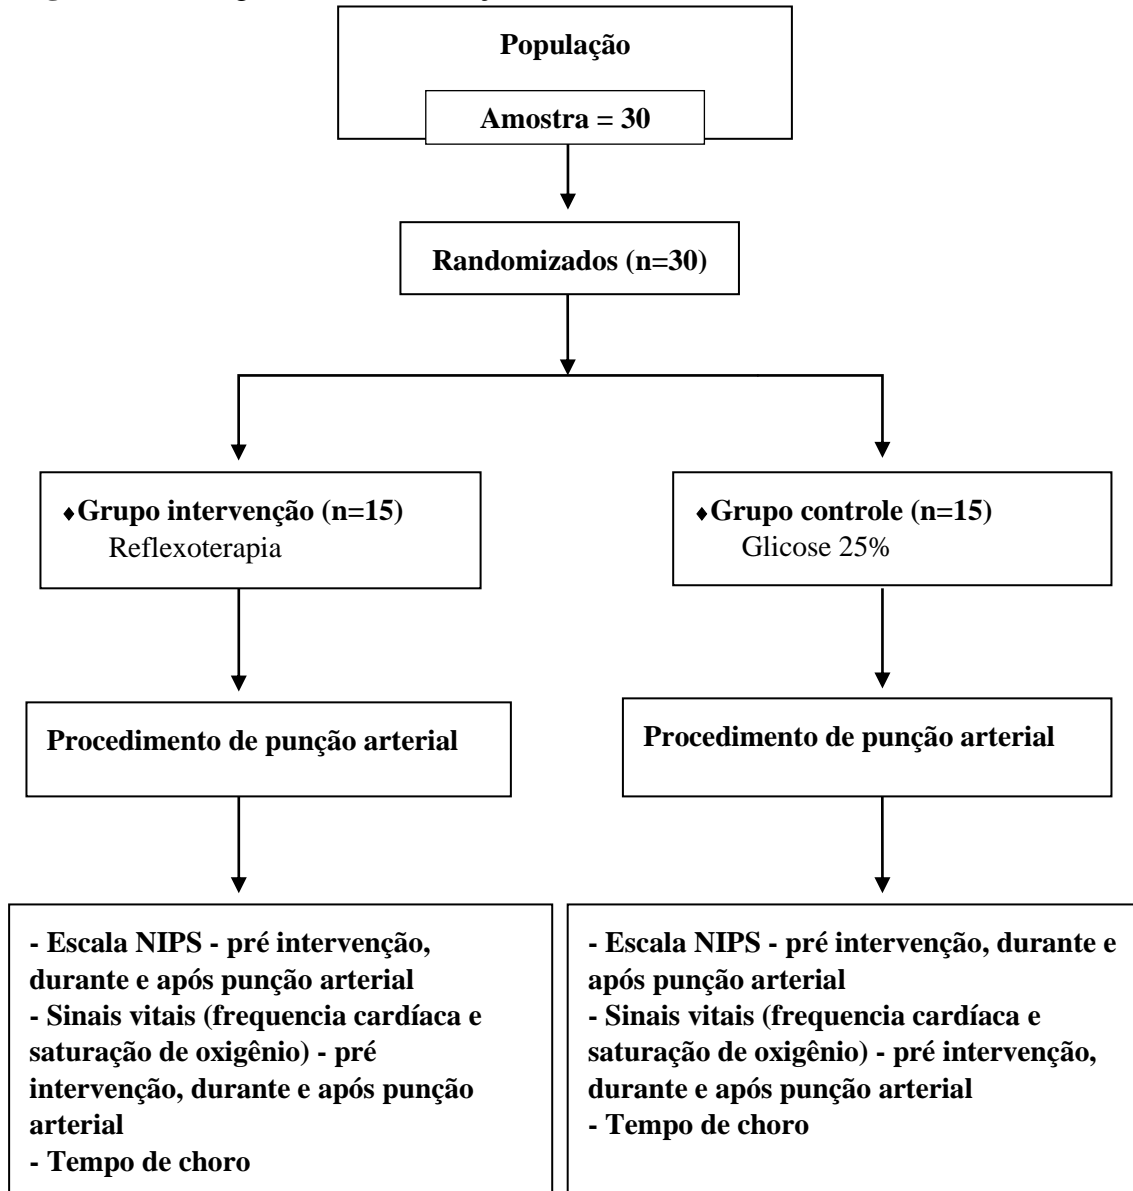 População
Amostra = 30
Randomizados (n=30)
♦Grupo intervenção (n=15)
Reflexoterapia
♦Grupo controle (n=15)
Glicose 25%
Procedimento de punção arterial
Procedimento de punção arterial
- Escala NIPS - pré intervenção,
durante e após punção arterial
- Sinais vitais (frequencia cardíaca e
saturação de oxigênio) - pré
intervenção, durante e após punção
arterial
- Tempo de choro
- Escala NIPS - pré intervenção, durante e
após punção arterial
- Sinais vitais (frequencia cardíaca e
saturação de oxigênio) - pré intervenção,
durante e após punção arterial
- Tempo de choro